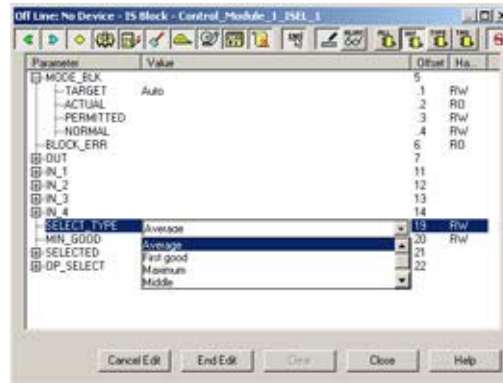 Off Line: No Device - IS Block - Control_Module_1_ISEL_1
Parameter Value Offset Ha...
MODE_BLK 5
TARGET Auto .1 RW
ACTUAL .2 RO
PERMITTED .3 RW
NORMAL .4 RW
BLOCK_ERR 6 RO
OUT 7
IN_1 11
IN_2 12
IN_3 13
IN_4 14
SELECT_TYPE Average 19 RW
MIN_GOOD Average 20 RW
SELECTED First good 21
OP_SELECT Maximum 22
Middle
Cancel Edit End Edit Clear Close Help